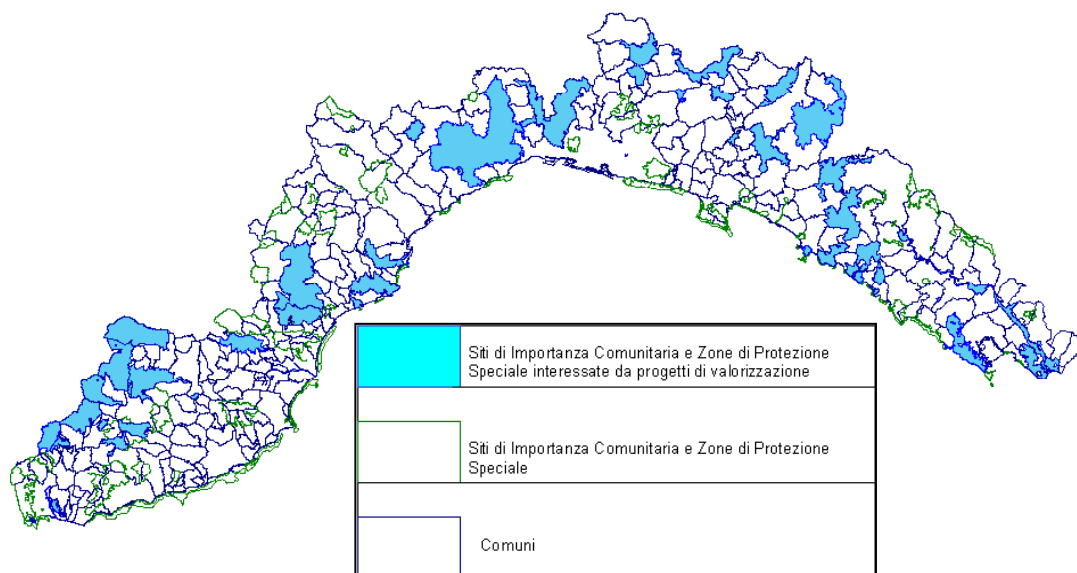 Siti di Importanza Comunitaria e Zone di Protezione
Speciale interessate da progetti di valorizzazione
Siti di Importanza Comunitaria e Zone di Protezione
Speciale
Comuni